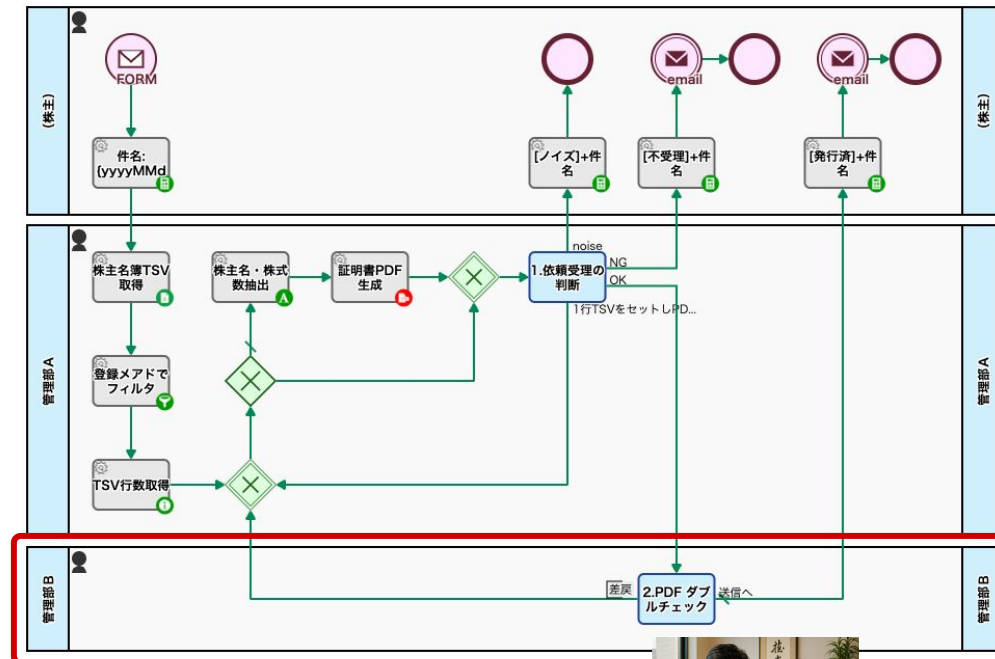 (株主)
FORM
email
email
(株主)
件名:
{yyyyMMd
[ノイズ]+件
名
[不受理]+件
名
[発行済]+件
名
管理部A
株主名簿TSV
取得
株主名・株式
数抽出
証明書PDF
生成
noise
1.依頼受理の
判断
NG
OK
1行TSVをセットしPD...
登録メアドで
フィルタ
TSV行数取得
管理部A
管理部B
差戻
2.PDF ダブ
ルチェック
送信へ
管理部B